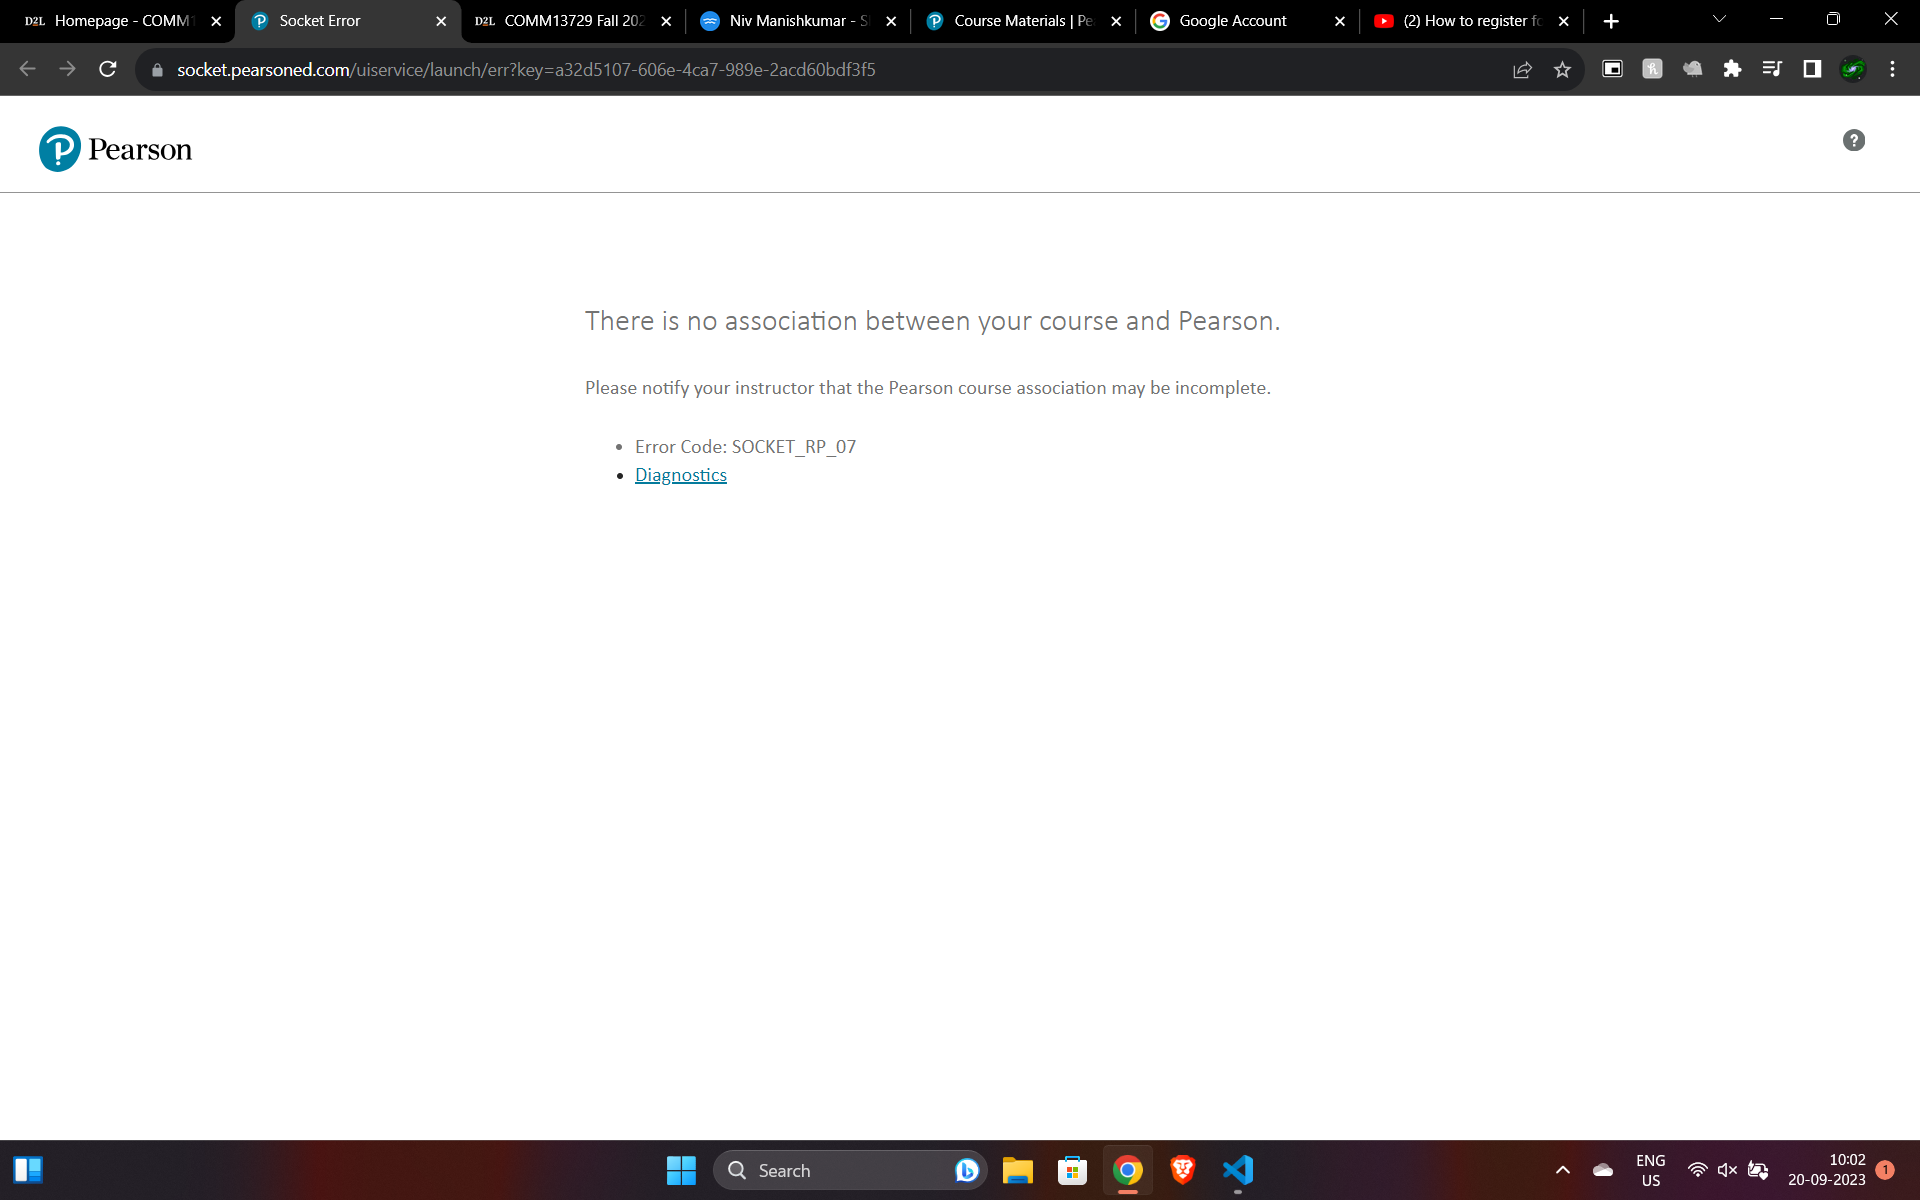 D2L Homepage - COMM1
Socket Error
D2L COMM13729 Fall 202
Niv Manishkumar - S
Course Materials | Pe
Google Account
(2) How to register fo
socket.pearsoned.com/uiservice/launch/err?key=a32d5107-606e-4ca7-989e-2acd60bdf3f5
Pearson
?
There is no association between your course and Pearson.
Please notify your instructor that the Pearson course association may be incomplete.
• Error Code: SOCKET_RP_07
• Diagnostics
Search
ENG
US
10:02
20-09-2023
1